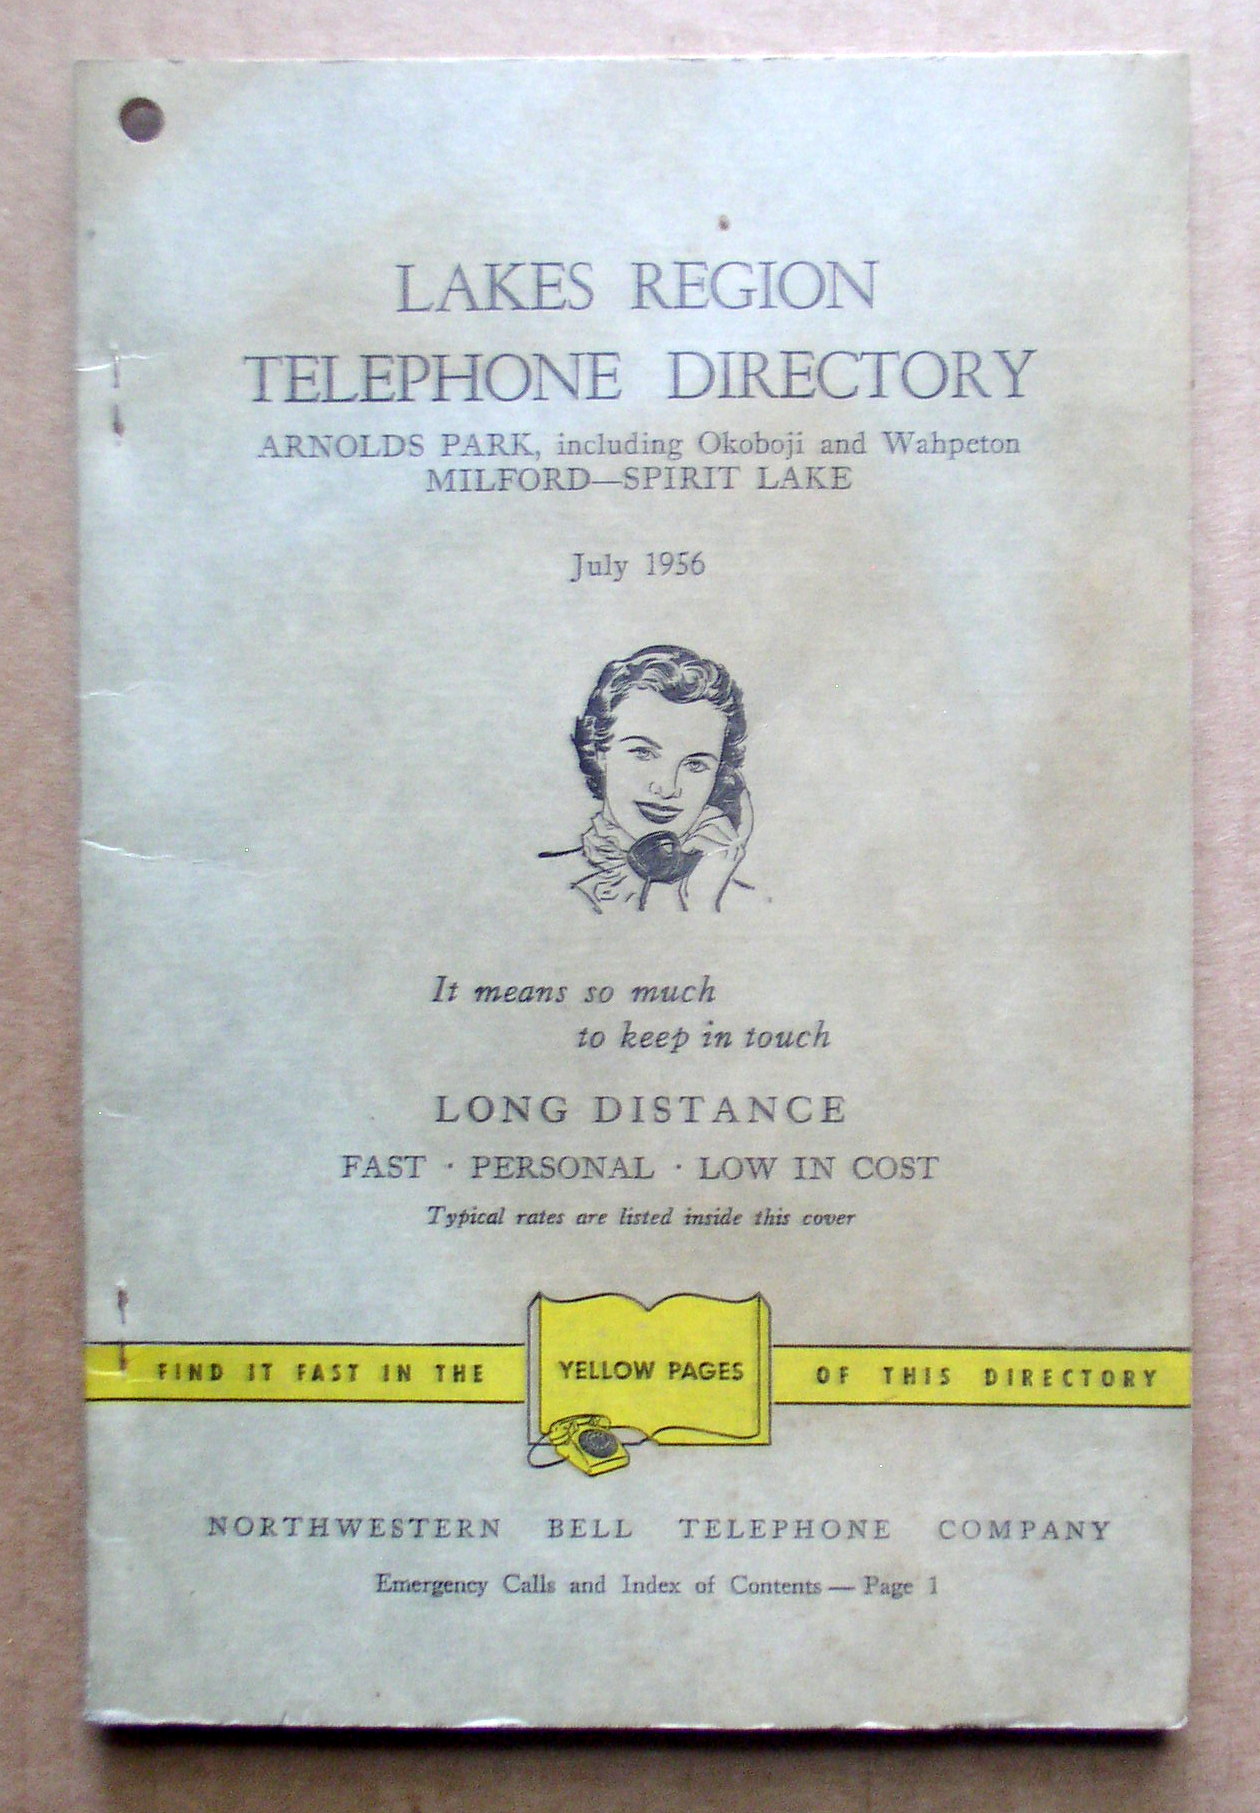 LAKES REGION
TELEPHONE DIRECTORY
ARNOLDS PARK, including Okoboji and Wahpeton
MILFORD—SPIRIT LAKE
July 1956
It means so much
to keep in touch
LONG DISTANCE
FAST · PERSONAL · LOW IN COST
Typical rates are listed inside this cover
FIND IT FAST IN THE YELLOW PAGES OF THIS DIRECTORY
NORTHWESTERN BELL TELEPHONE COMPANY
Emergency Calls and Index of Contents — Page 1